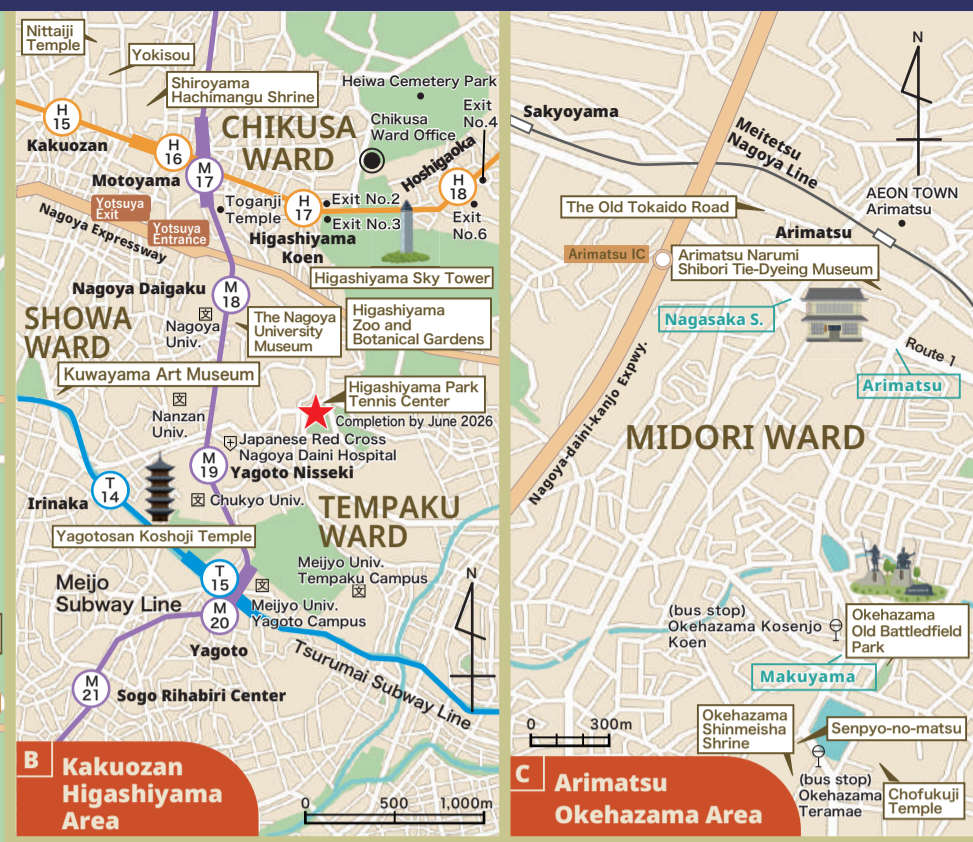 Nittaiji
Temple
Yokisou
Shiroyama
Hachimangu Shrine
H
15
Kakuozan
H
16
Motoyama
M
17
CHIKUSA
WARD
Heiwa Cemetery Park
Chikusa
Ward Office
Exit
No.4
Hoshigaoka
H
18
Exit
No.6
Yotsuya
Exit
Yotsuya
Entrance
Nagoya Expressway
Toganji
Temple
H
17
Exit No.2
Exit No.3
Higashiyama
Koen
Higashiyama Sky Tower
Nagoya Daigaku
M
18
SHOWA
WARD
文
Nagoya
Univ.
The Nagoya
University
Museum
Higashiyama
Zoo and
Botanical Gardens
Kuwayama Art Museum
Higashiyama Park
Tennis Center
Completion by June 2026
文
Nanzan
Univ.
Japanese Red Cross
Nagoya Daini Hospital
M
19
Yagoto Nisseki
T
14
Irinaka
文 Chukyo Univ.
TEMPAKU
WARD
Yagotosan Koshoji Temple
Meijyo Univ.
Tempaku Campus
文
Meijo
Subway Line
T
15
文
Meijyo Univ.
Yagoto Campus
M
20
Yagoto
N
Tsurumai Subway Line
M
21
Sogo Rihabiri Center
B
Kakuozan
Higashiyama
Area
0 500 1,000m
N
Sakyoyama
Meitetsu
Nagoya Line
AEON TOWN
Arimatsu
The Old Tokaido Road
Arimatsu
Arimatsu IC
Arimatsu Narumi
Shibori Tie-Dyeing Museum
Nagasaka S.
Route 1
Arimatsu
Nagoya-daini-kanjo Expwy.
MIDORI WARD
(bus stop)
Okehazama Kosenjo
Koen
Okehazama
Old Battledfield
Park
Makuyama
0 300m
Okehazama
Shinmeisha
Shrine
Senpyo-no-matsu
(bus stop)
Okehazama
Teramae
Chofukuji
Temple
C
Arimatsu
Okehazama Area